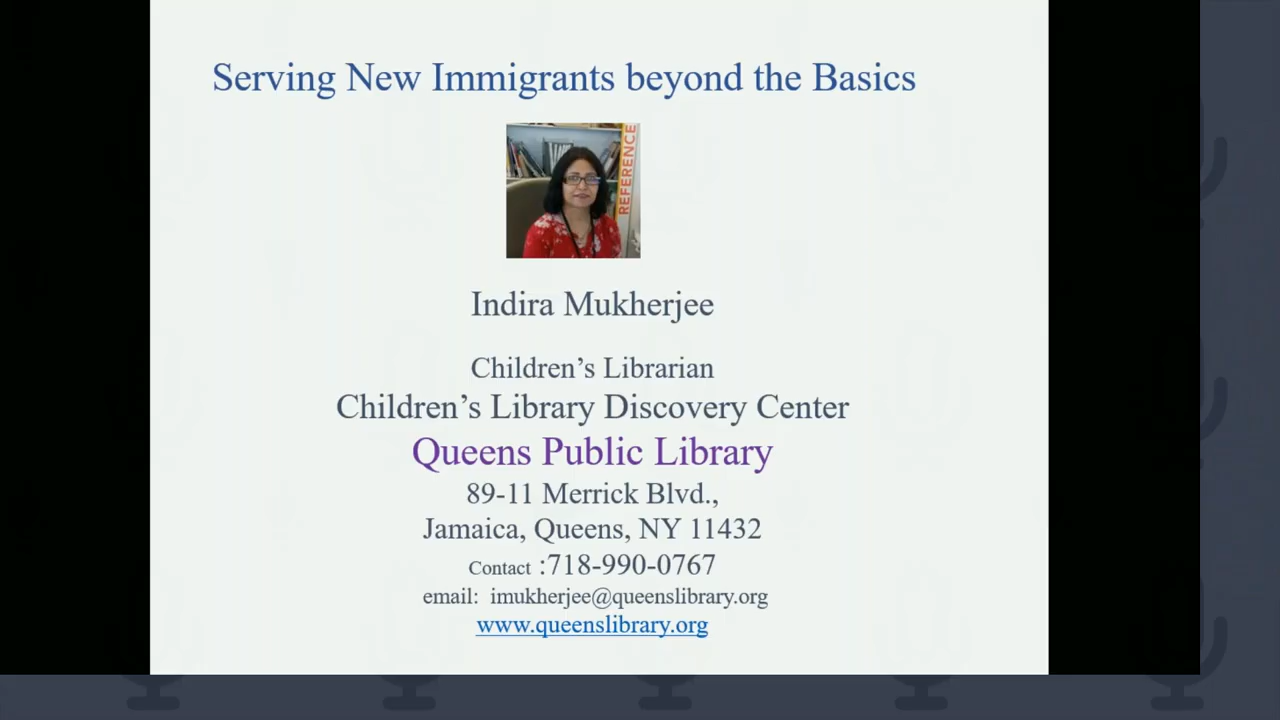 Serving New Immigrants beyond the Basics
REFERENCE
Indira Mukherjee
Children’s Librarian
Children’s Library Discovery Center
Queens Public Library
89-11 Merrick Blvd.,
Jamaica, Queens, NY 11432
Contact :718-990-0767
email: imukherjee@queenslibrary.org
www.queenslibrary.org